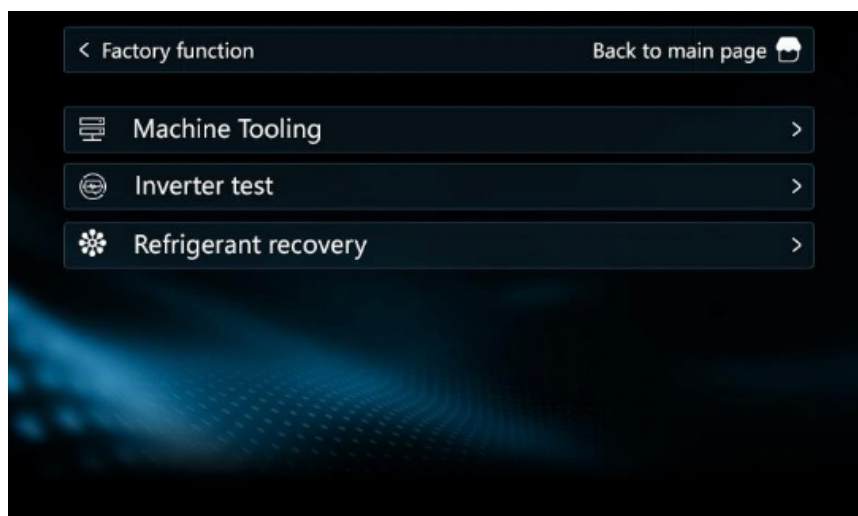 Factory function
Back to main page
Machine Tooling
Inverter test
Refrigerant recovery